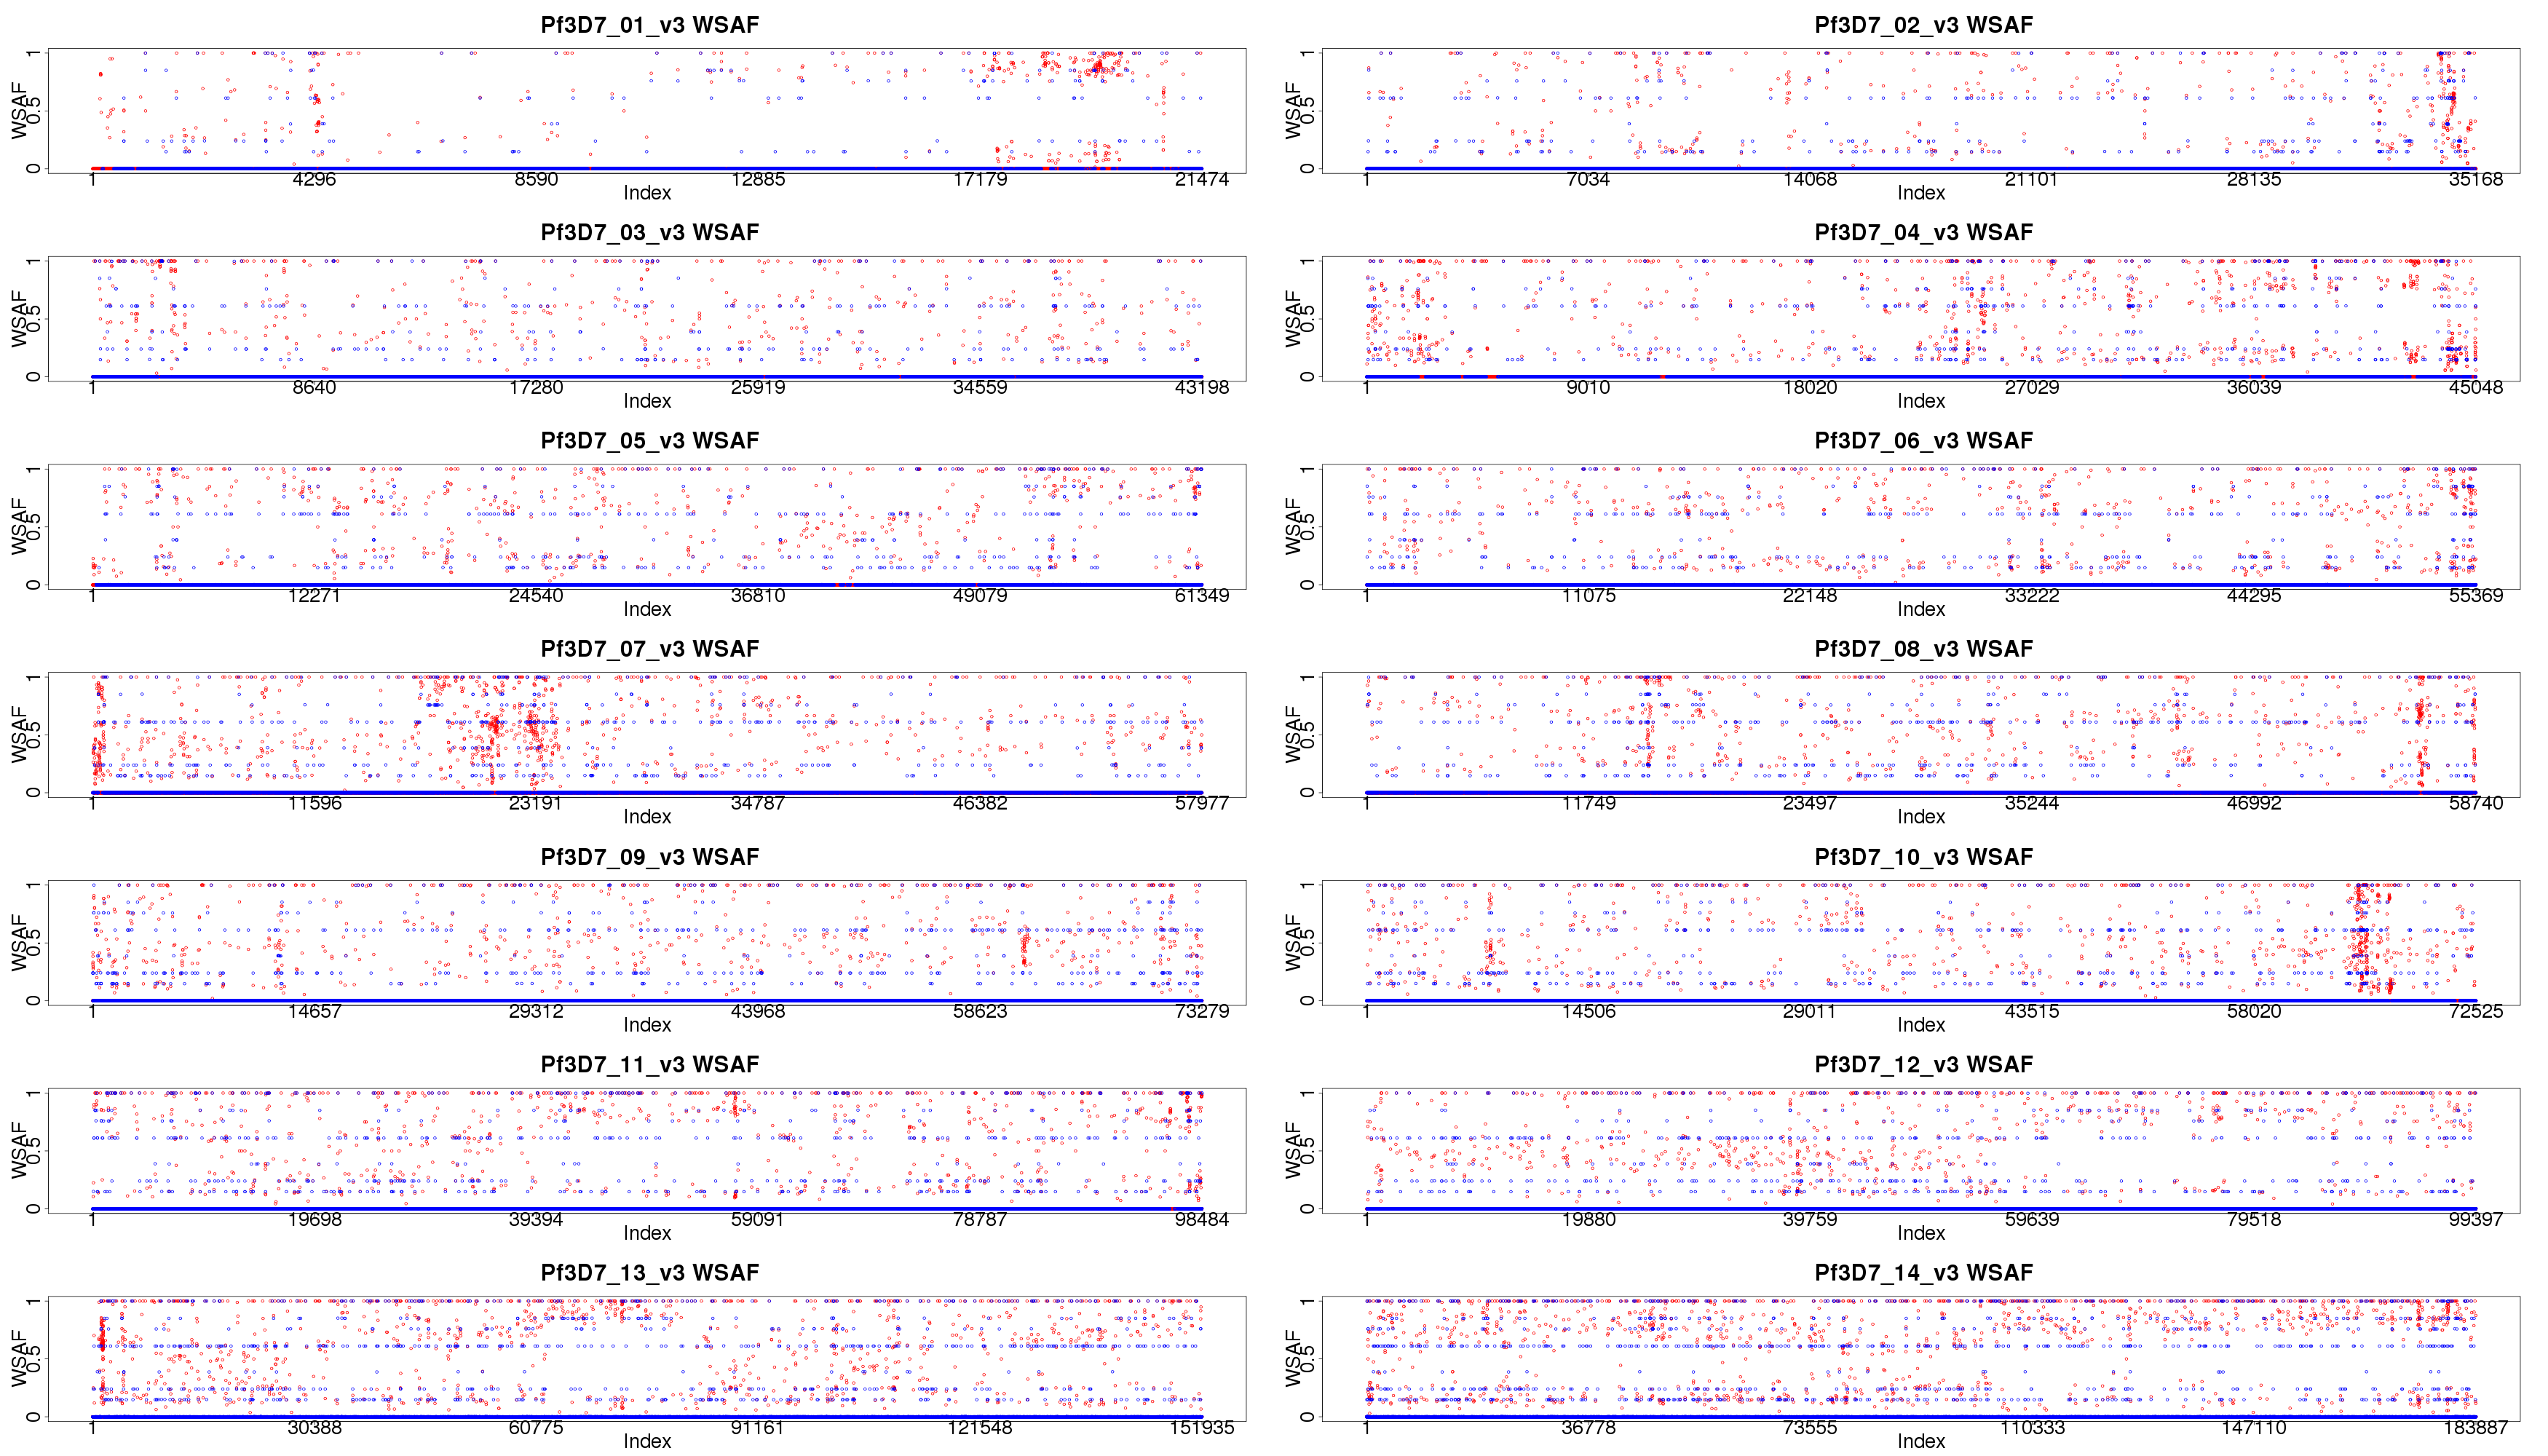 Pf3D7_01_v3 WSAF
WSAF
0 0.5 1
1 4296 8590 12885 17179 21474
Index
Pf3D7_02_v3 WSAF
WSAF
0 0.5 1
1 7034 14068 21101 28135 35168
Index
Pf3D7_03_v3 WSAF
WSAF
0 0.5 1
1 8640 17280 25919 34559 43198
Index
Pf3D7_04_v3 WSAF
WSAF
0 0.5 1
1 9010 18020 27029 36039 45048
Index
Pf3D7_05_v3 WSAF
WSAF
0 0.5 1
1 12271 24540 36810 49079 61349
Index
Pf3D7_06_v3 WSAF
WSAF
0 0.5 1
1 11075 22148 33222 44295 55369
Index
Pf3D7_07_v3 WSAF
WSAF
0 0.5 1
1 11596 23191 34787 46382 57977
Index
Pf3D7_08_v3 WSAF
WSAF
0 0.5 1
1 11749 23497 35244 46992 58740
Index
Pf3D7_09_v3 WSAF
WSAF
0 0.5 1
1 14657 29312 43968 58623 73279
Index
Pf3D7_10_v3 WSAF
WSAF
0 0.5 1
1 14506 29011 43515 58020 72525
Index
Pf3D7_11_v3 WSAF
WSAF
0 0.5 1
1 19698 39394 59091 78787 98484
Index
Pf3D7_12_v3 WSAF
WSAF
0 0.5 1
1 19880 39759 59639 79518 99397
Index
Pf3D7_13_v3 WSAF
WSAF
0 0.5 1
1 30388 60775 91161 121548 151935
Index
Pf3D7_14_v3 WSAF
WSAF
0 0.5 1
1 36778 73555 110333 147110 183887
Index